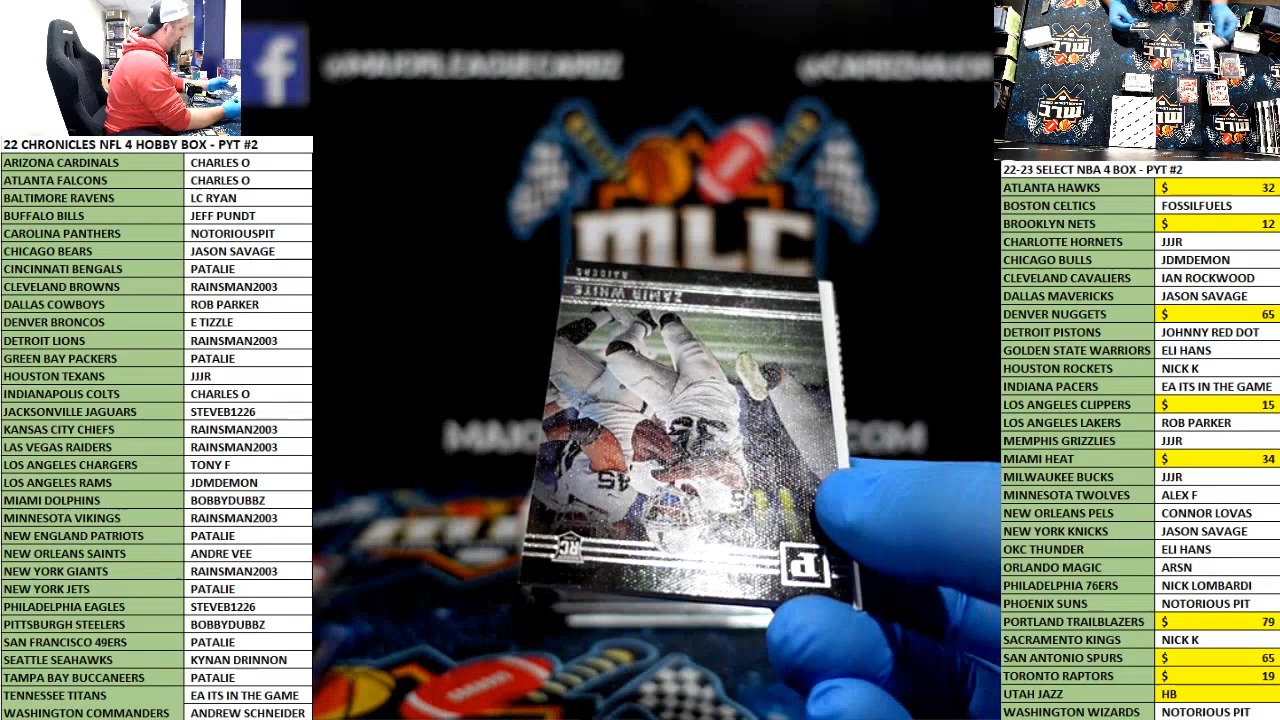 22 CHRONICLES NFL 4 HOBBY BOX - PYT #2
ARIZONA CARDINALS CHARLES O
ATLANTA FALCONS CHARLES O
BALTIMORE RAVENS LC RYAN
BUFFALO BILLS JEFF PUNDT
CAROLINA PANTHERS NOTORIOUSPIT
CHICAGO BEARS JASON SAVAGE
CINCINNATI BENGALS PATALIE
CLEVELAND BROWNS RAINSMAN2003
DALLAS COWBOYS ROB PARKER
DENVER BRONCOS E TIZZLE
DETROIT LIONS RAINSMAN2003
GREEN BAY PACKERS PATALIE
HOUSTON TEXANS JJJR
INDIANAPOLIS COLTS CHARLES O
JACKSONVILLE JAGUARS STEVEB1226
KANSAS CITY CHIEFS RAINSMAN2003
LAS VEGAS RAIDERS RAINSMAN2003
LOS ANGELES CHARGERS TONY F
LOS ANGELES RAMS JDMDEMON
MIAMI DOLPHINS BOBBYDUBBZ
MINNESOTA VIKINGS RAINSMAN2003
NEW ENGLAND PATRIOTS PATALIE
NEW ORLEANS SAINTS ANDRE VEE
NEW YORK GIANTS RAINSMAN2003
NEW YORK JETS PATALIE
PHILADELPHIA EAGLES STEVEB1226
PITTSBURGH STEELERS BOBBYDUBBZ
SAN FRANCISCO 49ERS PATALIE
SEATTLE SEAHAWKS KYNAN DRINNON
TAMPA BAY BUCCANEERS PATALIE
TENNESSEE TITANS EA ITS IN THE GAME
WASHINGTON COMMANDERS ANDREW SCHNEIDER
f
@MAJORLEAGUECARDZ
MLC
RAIDERS
ZAMIR WHITE
RC
P
22-23 SELECT NBA 4 BOX - PYT #2
ATLANTA HAWKS $ 32
BOSTON CELTICS FOSSILFUELS
BROOKLYN NETS $ 12
CHARLOTTE HORNETS JJJR
CHICAGO BULLS JDMDEMON
CLEVELAND CAVALIERS IAN ROCKWOOD
DALLAS MAVERICKS JASON SAVAGE
DENVER NUGGETS $ 65
DETROIT PISTONS JOHNNY RED DOT
GOLDEN STATE WARRIORS ELI HANS
HOUSTON ROCKETS NICK K
INDIANA PACERS EA ITS IN THE GAME
LOS ANGELES CLIPPERS $ 15
LOS ANGELES LAKERS ROB PARKER
MEMPHIS GRIZZLIES JJJR
MIAMI HEAT $ 34
MILWAUKEE BUCKS JJJR
MINNESOTA TWOLVES ALEX F
NEW ORLEANS PELS CONNOR LOVAS
NEW YORK KNICKS JASON SAVAGE
OKC THUNDER ELI HANS
ORLANDO MAGIC ARSN
PHILADELPHIA 76ERS NICK LOMBARDI
PHOENIX SUNS NOTORIOUS PIT
PORTLAND TRAILBLAZERS $ 79
SACRAMENTO KINGS NICK K
SAN ANTONIO SPURS $ 65
TORONTO RAPTORS $ 19
UTAH JAZZ HB
WASHINGTON WIZARDS NOTORIOUS PIT